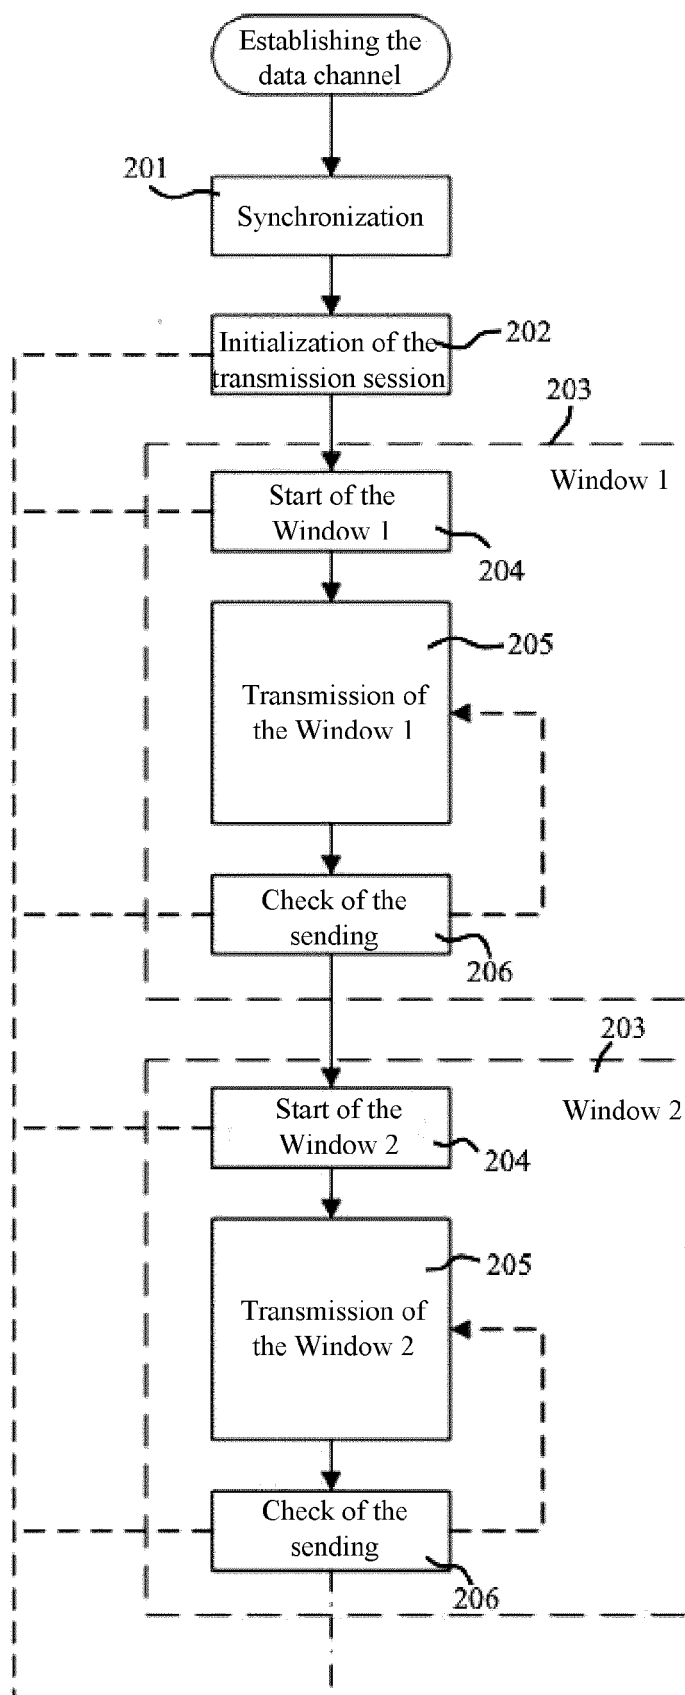 Establishing the
data channel
201
Synchronization
202
Initialization of the
transmission session
203
Window 1
Start of the
Window 1
204
205
Transmission of
the Window 1
Check of the
sending
206
203
Window 2
Start of the
Window 2
204
205
Transmission of
the Window 2
Check of the
sending
206